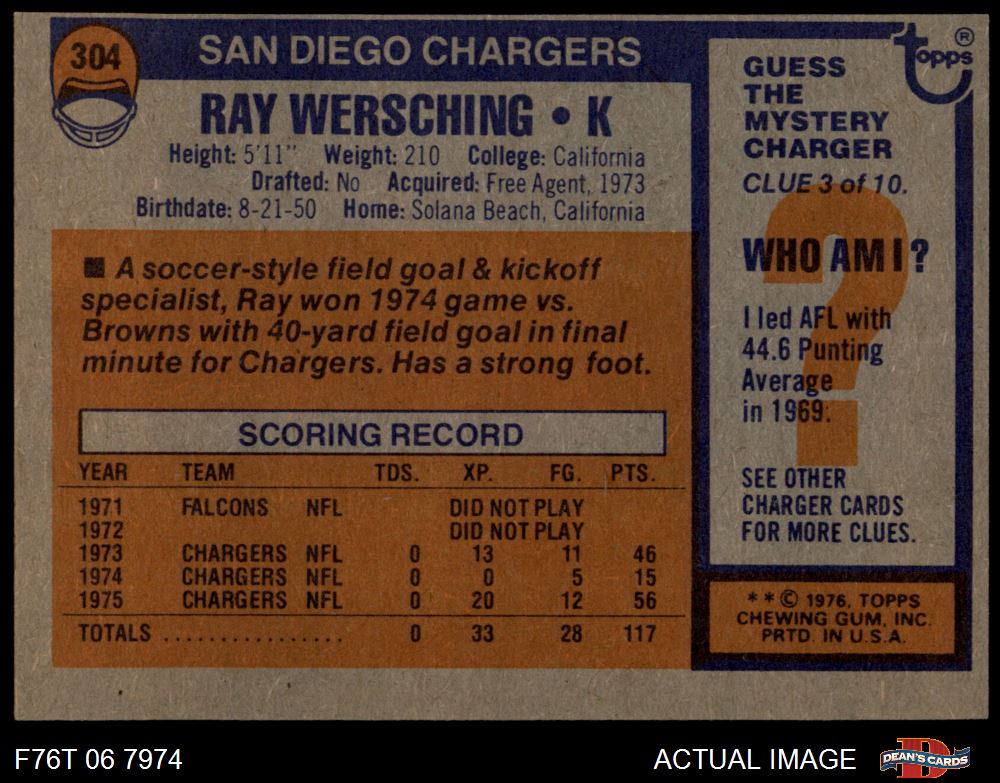 304
SAN DIEGO CHARGERS
RAY WERSCHING • K
Height: 5'11" Weight: 210 College: California
Drafted: No Acquired: Free Agent, 1973
Birthdate: 8-21-50 Home: Solana Beach, California
■ A soccer-style field goal & kickoff
specialist, Ray won 1974 game vs.
Browns with 40-yard field goal in final
minute for Chargers. Has a strong foot.
SCORING RECORD
YEAR TEAM TDS. XP. FG. PTS.
1971 FALCONS NFL DID NOT PLAY
1972 DID NOT PLAY
1973 CHARGERS NFL 0 13 11 46
1974 CHARGERS NFL 0 0 5 15
1975 CHARGERS NFL 0 20 12 56
TOTALS ................ 0 33 28 117
topps ®
GUESS
THE
MYSTERY
CHARGER
CLUE 3 of 10.
?
WHO AM I?
I led AFL with
44.6 Punting
Average
in 1969.
SEE OTHER
CHARGER CARDS
FOR MORE CLUES.
** © 1976, TOPPS
CHEWING GUM, INC.
PRTD. IN U.S.A.
F76T 06 7974
ACTUAL IMAGE
D
DEAN'S CARDS